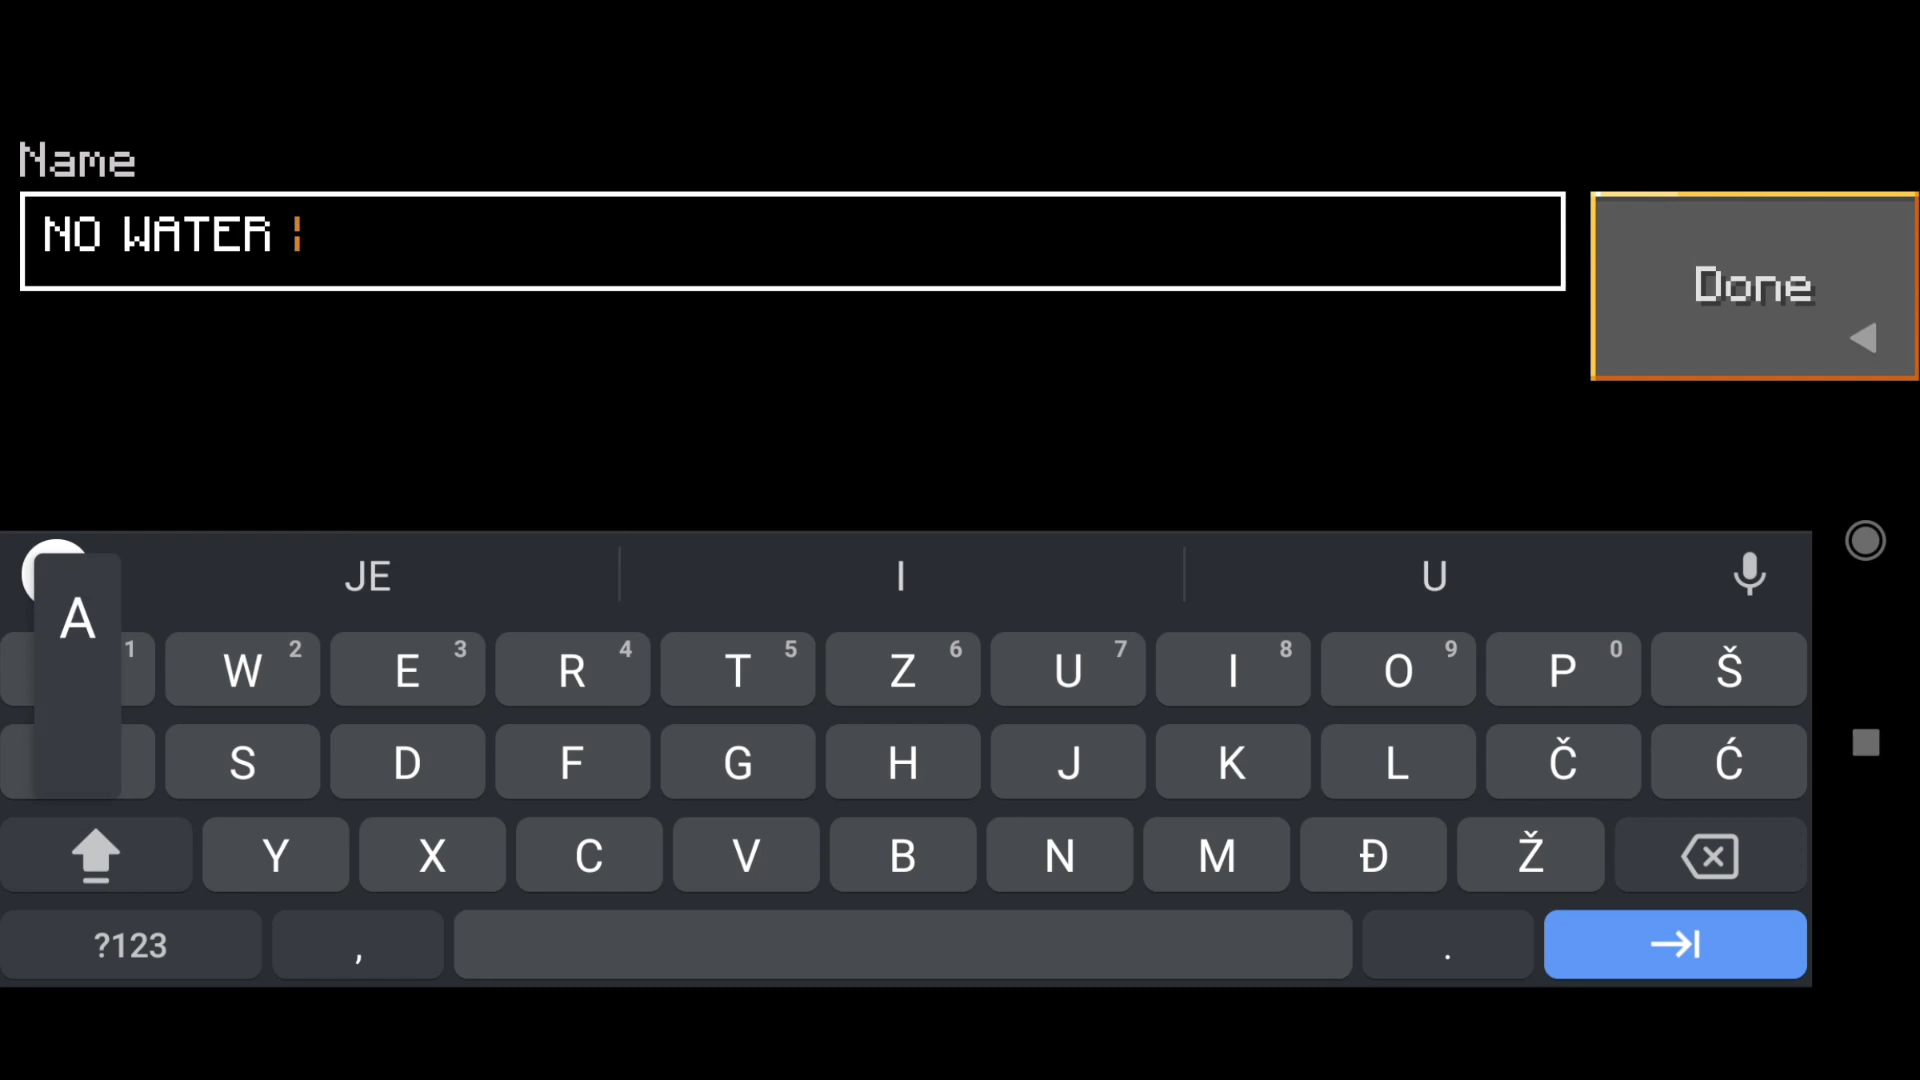 Name
NO WATER
Done
JE I U
A
1 W 2 E 3 R 4 T 5 Z 6 U 7 I 8 O 9 P 0 Š
S D F G H J K L Č Ć
Y X C V B N M Đ Ž
?123 , .